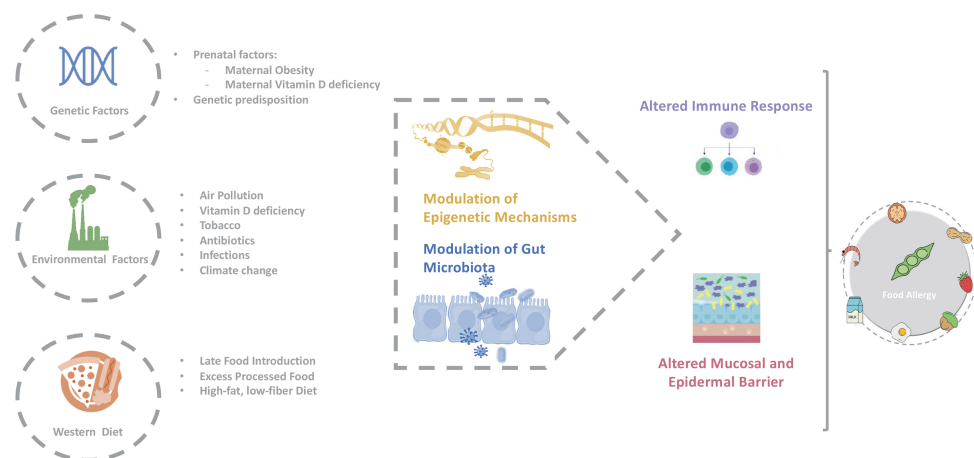 Genetic Factors
• Prenatal factors:
- Maternal Obesity
- Maternal Vitamin D deficiency
• Genetic predisposition
Environmental Factors
• Air Pollution
• Vitamin D deficiency
• Tobacco
• Antibiotics
• Infections
• Climate change
Western Diet
• Late Food Introduction
• Excess Processed Food
• High-fat, low-fiber Diet
Modulation of
Epigenetic Mechanisms
Modulation of Gut
Microbiota
Altered Immune Response
Altered Mucosal and
Epidermal Barrier
Food Allergy
MILK